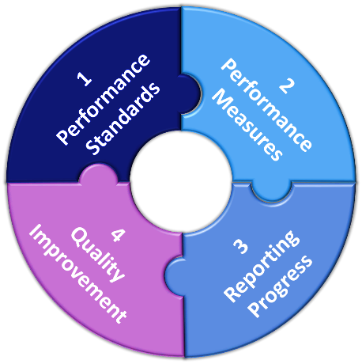 1
Performance
Standards
2
Performance
Measures
3
Reporting
Progress
4
Quality
Improvement